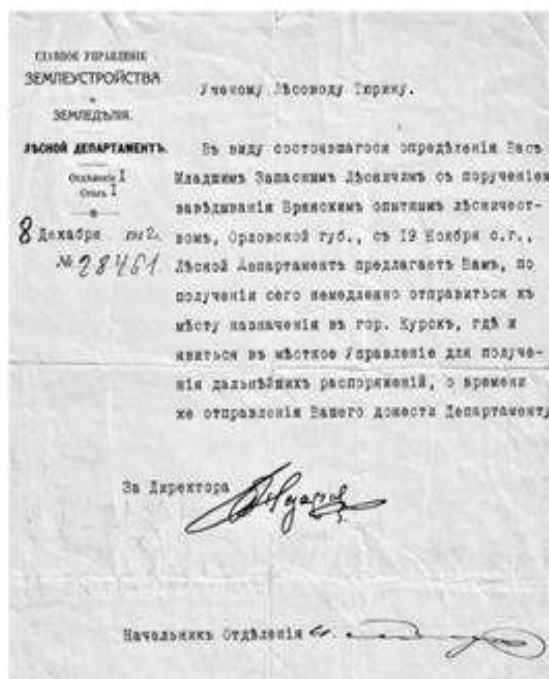 ГЛАВНОЕ УПРАВЛЕНІЕ
ЗЕМЛЕУСТРОЙСТВА
и
ЗЕМЛЕДѢЛІЯ.
ЛѢСНОЙ ДЕПАРТАМЕНТЪ.
Отдѣленіе I
Столъ I
8 Декабря 1912 г.
№ 28461
Ученому Лѣсоводу Тюрину.
Въ виду состоявшагося опредѣленія Васъ
Младшимъ Запаснымъ Лѣсничимъ съ порученіемъ
завѣдыванія Брянскимъ опытнымъ лѣсничест-
вомъ, Орловской губ., съ 19 Ноября с.г.,
Лѣсной Департаментъ предлагаетъ Вамъ, по
полученіи сего немедленно отправиться къ
мѣсту назначенія въ гор. Курскъ, гдѣ и
явиться въ мѣстное Управленіе для получе-
нія дальнѣйшихъ распоряженій, о времени
же отправленія Вашего донести Департаменту
За Директора
Начальникъ Отдѣленія